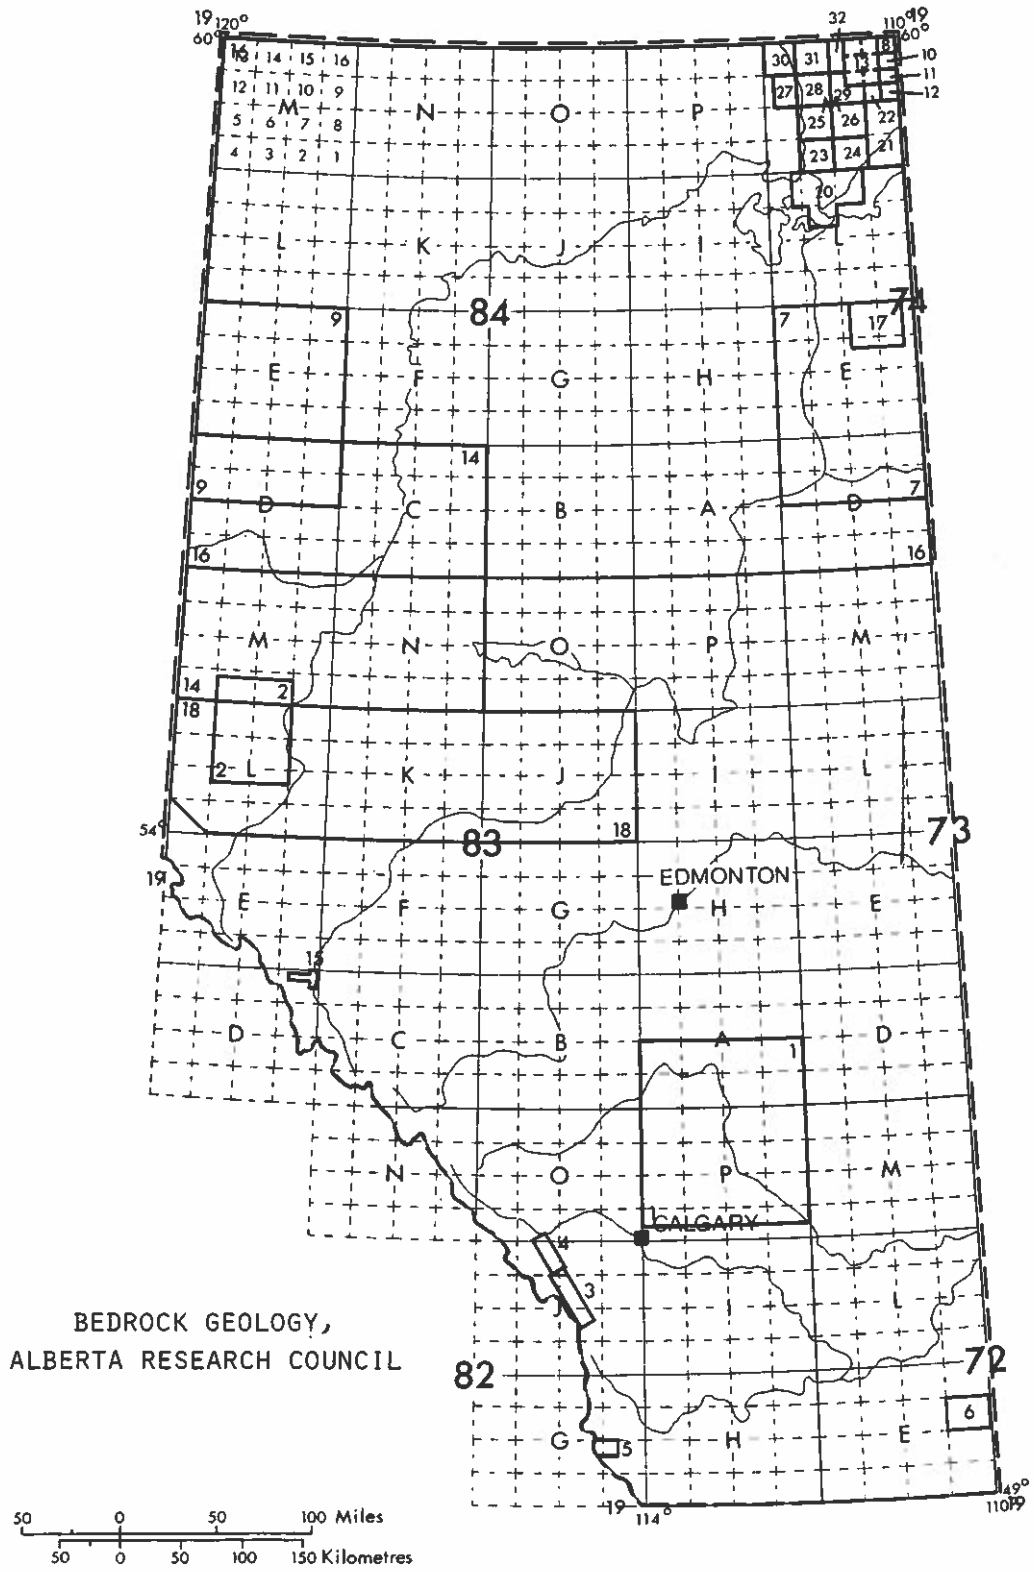 32
19 120° 110° 19
60° 60°
16
13 14 15 16 30 31 13 8 10
11
12 11 10 9 27 28 29 12
M N O P M
5 6 7 8 25 26 22
4 3 2 1 23 24 21
20
L K J I L
84 74
9 7 17
E F G H E
14
9 D C B A D 7
16 16
M N O P M
14 2
18
2 L K J I L
54° 83 18 73
EDMONTON
19 E F G H E
15
D C B A D
1
N O P M
CALGARY
4
3
J I L
BEDROCK GEOLOGY,
ALBERTA RESEARCH COUNCIL
82 72
6
G 5 H E
19 49°
114° 110° 19
50 0 50 100 Miles
50 0 50 100 150 Kilometres